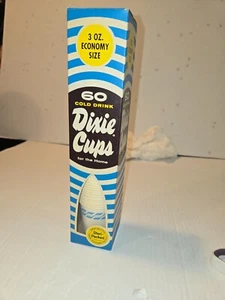 3 OZ.
ECONOMY
SIZE
60
COLD DRINK
Dixie
Cups
for the Home